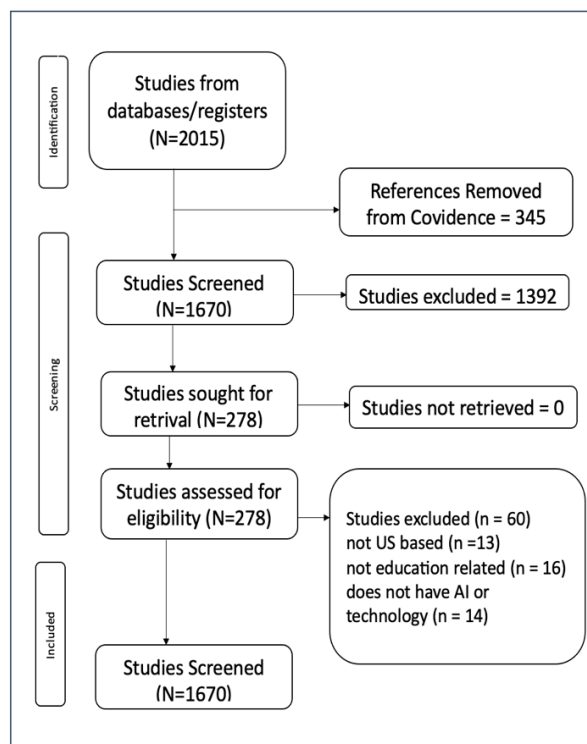 Identification
Studies from
databases/registers
(N=2015)
References Removed
from Covidence = 345
Screening
Studies Screened
(N=1670)
Studies excluded = 1392
Studies sought for
retrival (N=278)
Studies not retrieved = 0
Studies assessed for
eligibility (N=278)
Studies excluded (n = 60)
not US based (n =13)
not education related (n = 16)
does not have AI or
technology (n = 14)
Included
Studies Screened
(N=1670)